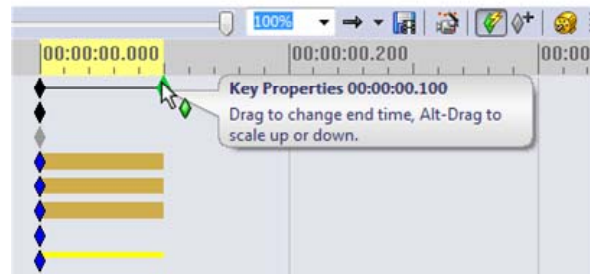 100%
00:00:00.000 00:00:00.200 00:00
Key Properties 00:00:00.100
Drag to change end time, Alt-Drag to
scale up or down.